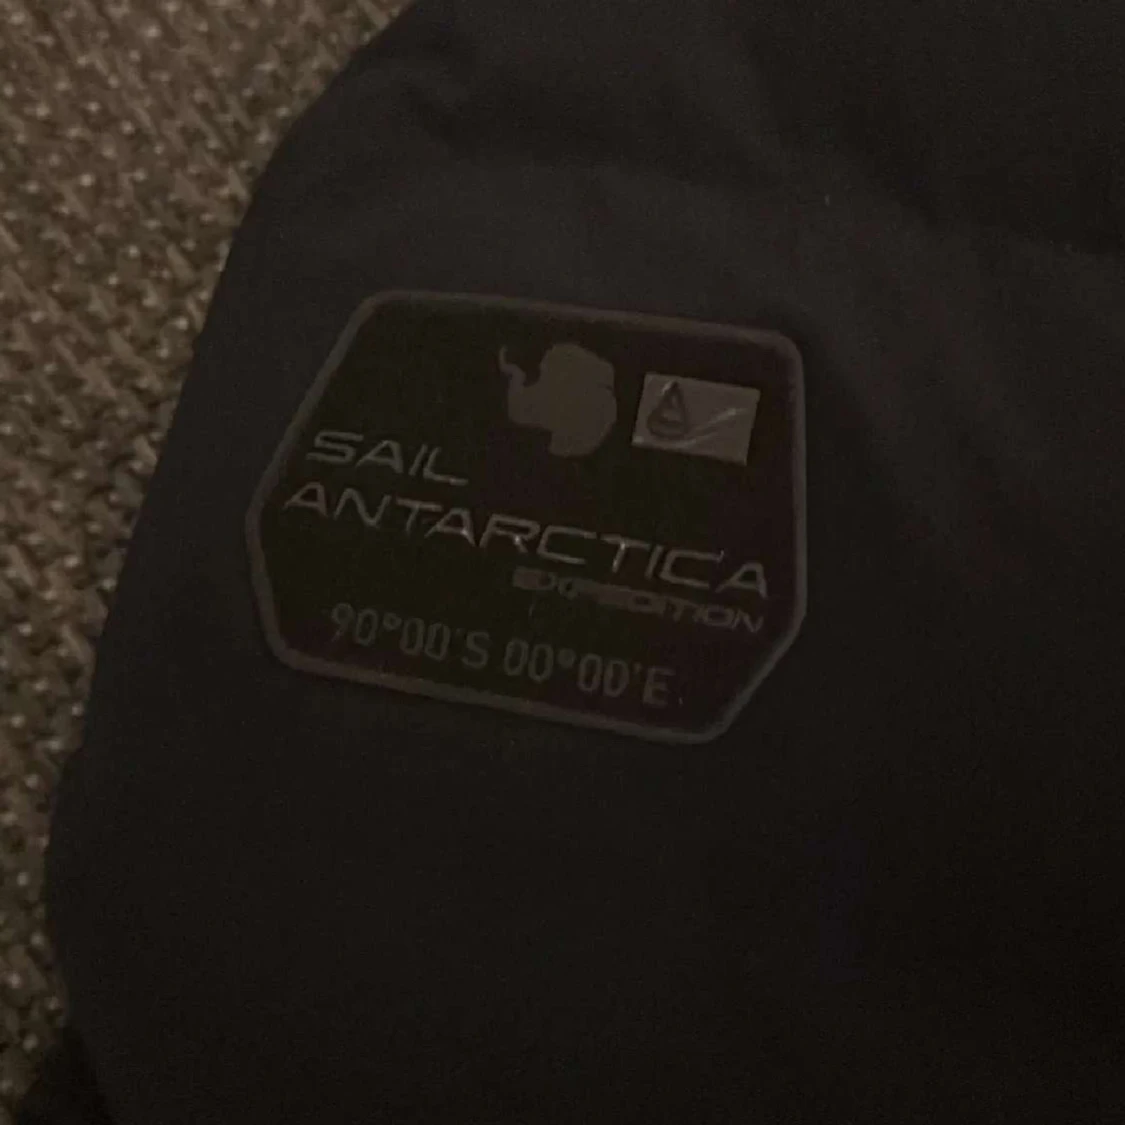 SAIL
ANTARCTICA
EXPEDITION
90°00'S 00°00'E